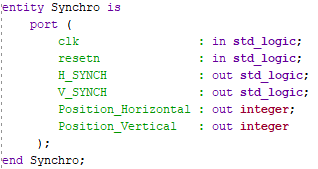 entity Synchro is
port (
clk : in std_logic;
resetn : in std_logic;
H_SYNCH : out std_logic;
V_SYNCH : out std_logic;
Position_Horizontal : out integer;
Position_Vertical : out integer
);
end Synchro;